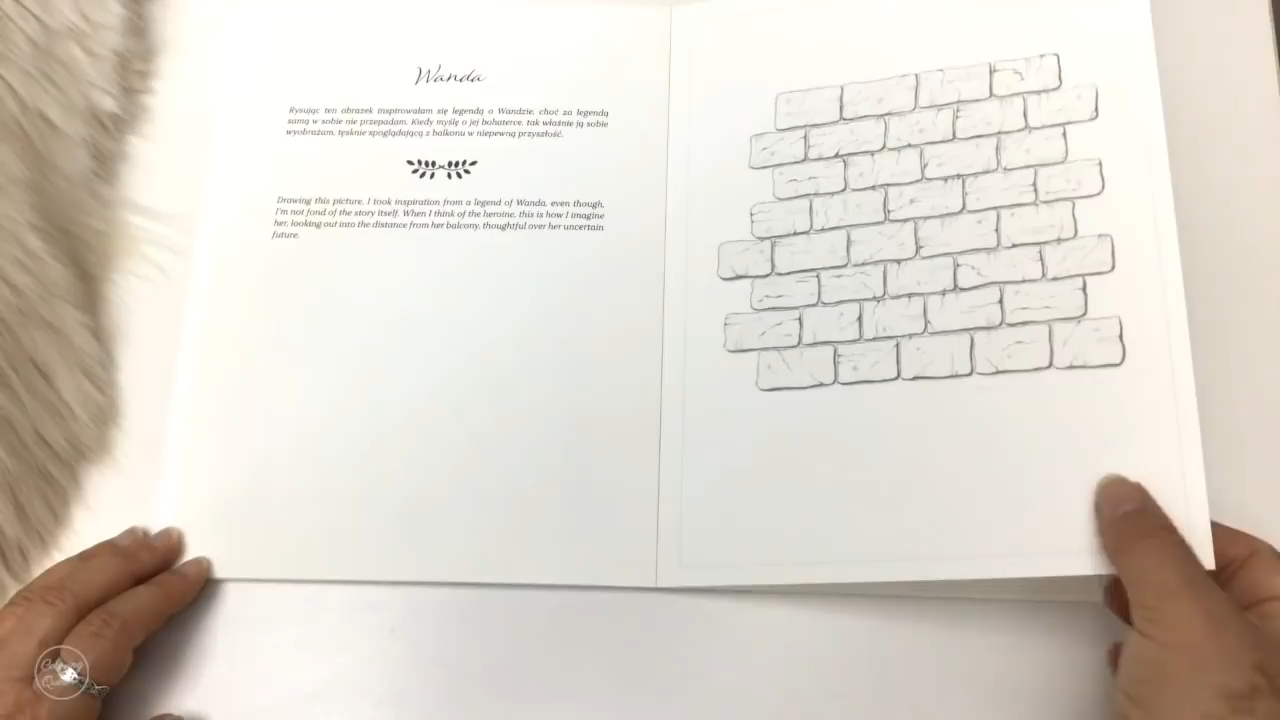 Wanda
Rysując ten obrazek inspirowałam się legendą o Wandzie, choć za legendą
samą w sobie nie przepadam. Kiedy myślę o jej bohaterce, tak właśnie ją sobie
wyobrażam, tęsknie spoglądającą z balkonu w niepewną przyszłość.
Drawing this picture, I took inspiration from a legend of Wanda, even though,
I'm not fond of the story itself. When I think of the heroine, this is how I imagine
her, looking out into the distance from her balcony, thoughtful over her uncertain
future.
Coloring